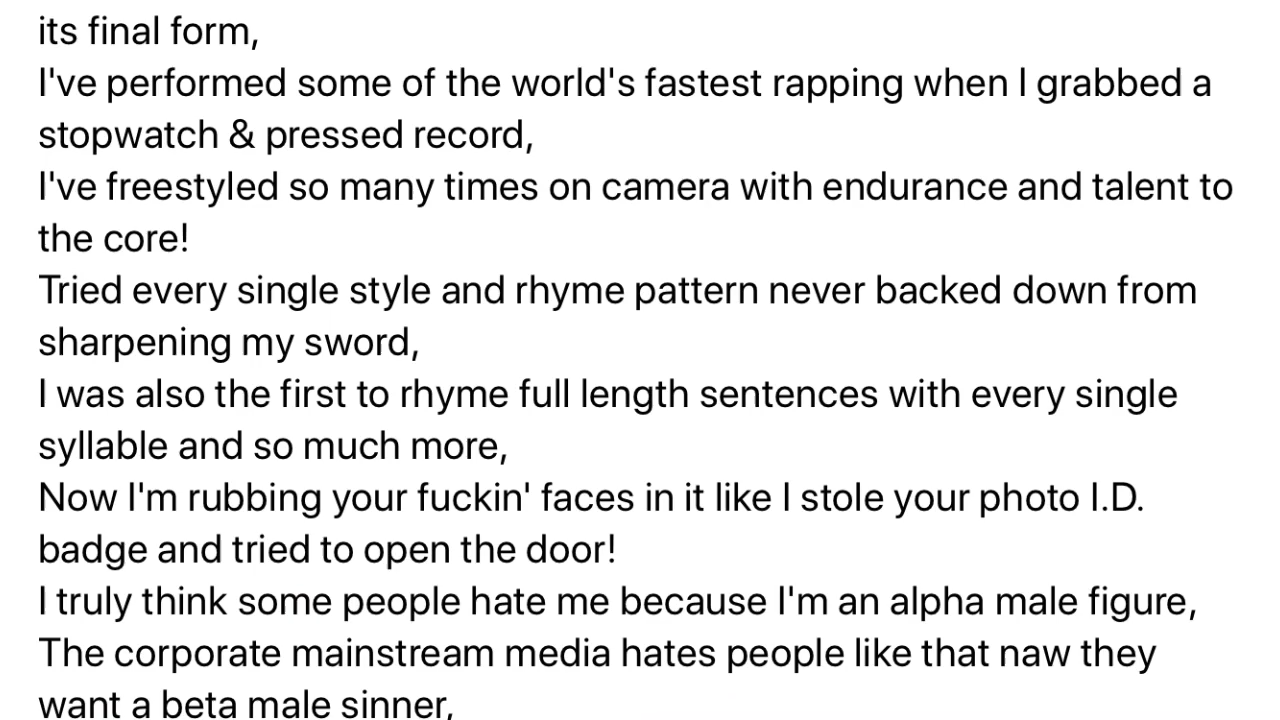 its final form,
I've performed some of the world's fastest rapping when I grabbed a
stopwatch & pressed record,
I've freestyled so many times on camera with endurance and talent to
the core!
Tried every single style and rhyme pattern never backed down from
sharpening my sword,
I was also the first to rhyme full length sentences with every single
syllable and so much more,
Now I'm rubbing your fuckin' faces in it like I stole your photo I.D.
badge and tried to open the door!
I truly think some people hate me because I'm an alpha male figure,
The corporate mainstream media hates people like that naw they
want a beta male sinner,